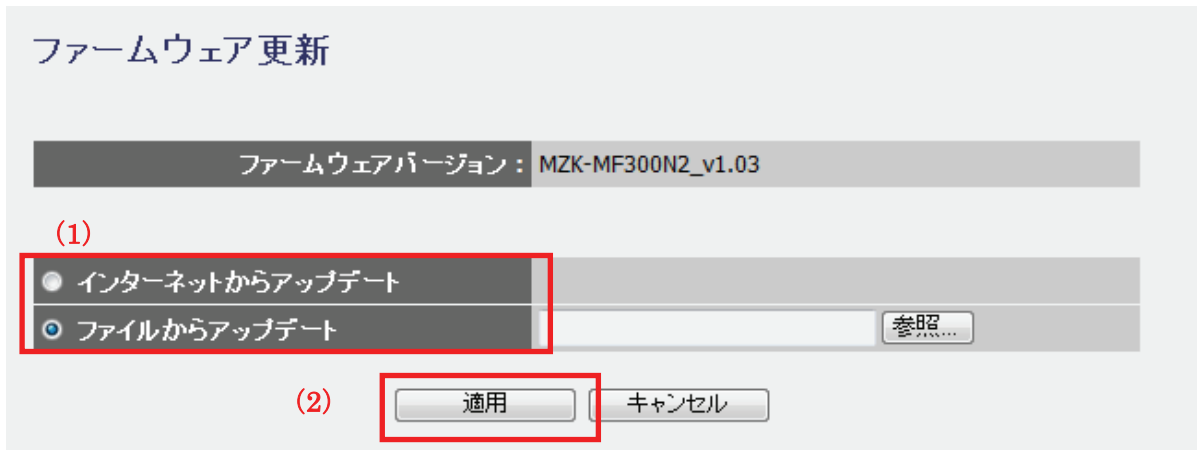 ファームウェア更新
ファームウェアバージョン： MZK-MF300N2_v1.03
(1)
インターネットからアップデート
ファイルからアップデート 参照...
(2) 適用 キャンセル